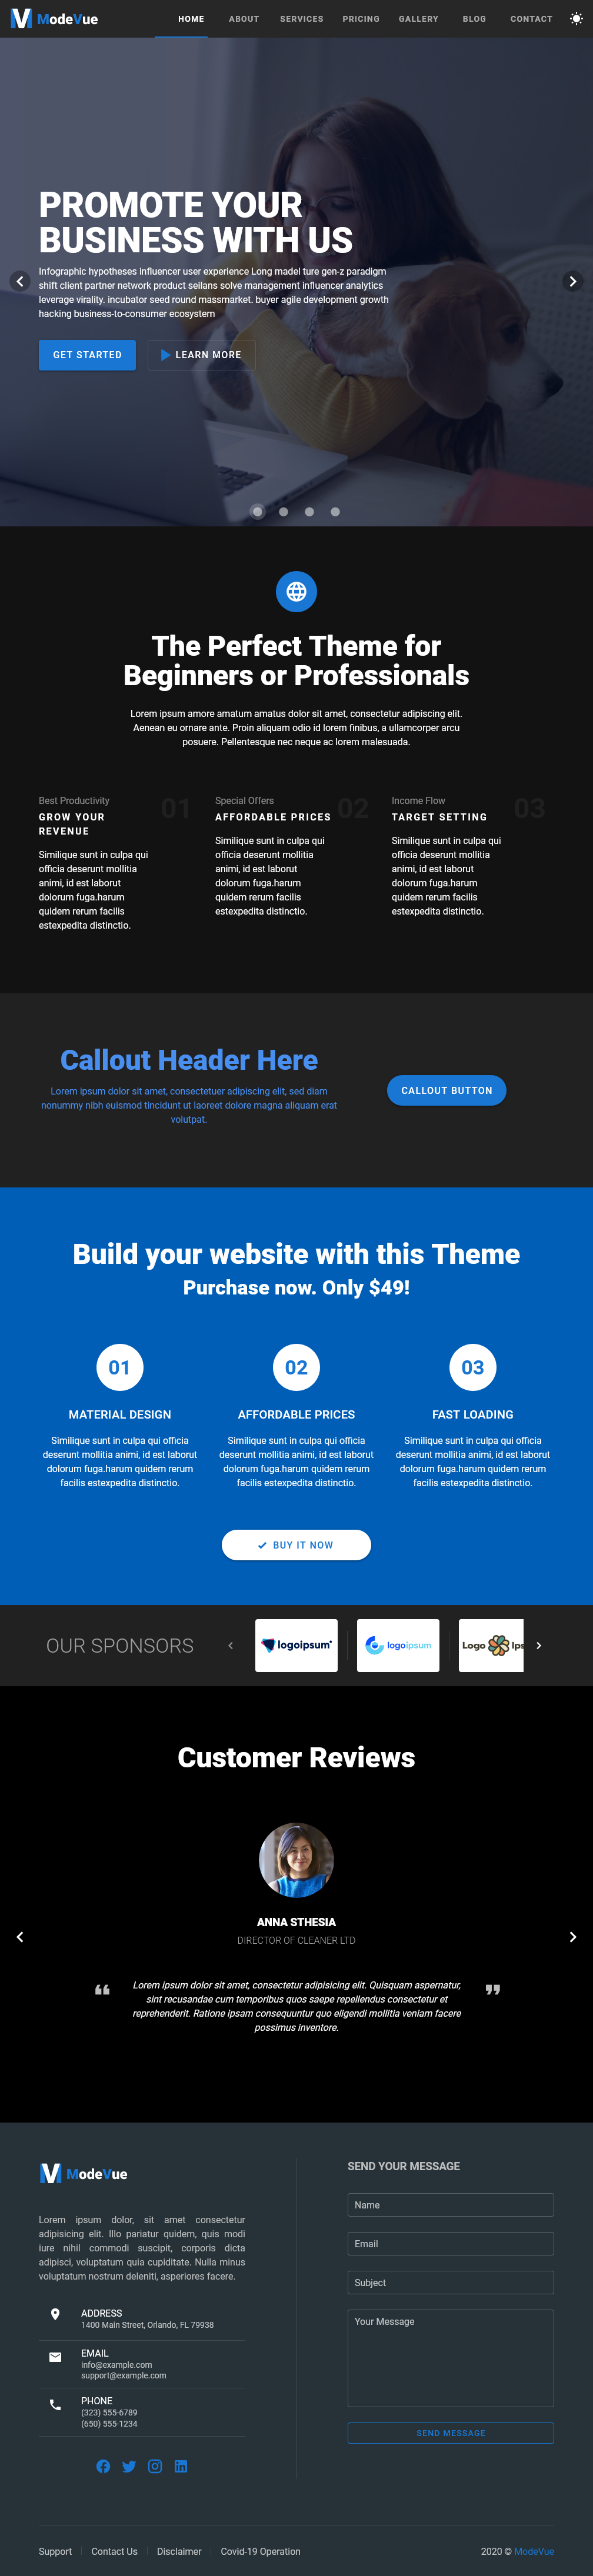 ModeVue
HOME ABOUT SERVICES PRICING GALLERY BLOG CONTACT
PROMOTE YOUR
BUSINESS WITH US
Infographic hypotheses influencer user experience Long madel ture gen-z paradigm
shift client partner network product seilans solve management influencer analytics
leverage virality. incubator seed round massmarket. buyer agile development growth
hacking business-to-consumer ecosystem
GET STARTED
LEARN MORE
The Perfect Theme for
Beginners or Professionals
Lorem ipsum amore amatum amatus dolor sit amet, consectetur adipiscing elit.
Aenean eu ornare ante. Proin aliquam odio id lorem finibus, a ullamcorper arcu
posuere. Pellentesque nec neque ac lorem malesuada.
Best Productivity
01
GROW YOUR
REVENUE
Similique sunt in culpa qui
officia deserunt mollitia
animi, id est laborut
dolorum fuga.harum
quidem rerum facilis
estexpedita distinctio.
Special Offers
02
AFFORDABLE PRICES
Similique sunt in culpa qui
officia deserunt mollitia
animi, id est laborut
dolorum fuga.harum
quidem rerum facilis
estexpedita distinctio.
Income Flow
03
TARGET SETTING
Similique sunt in culpa qui
officia deserunt mollitia
animi, id est laborut
dolorum fuga.harum
quidem rerum facilis
estexpedita distinctio.
Callout Header Here
Lorem ipsum dolor sit amet, consectetuer adipiscing elit, sed diam
nonummy nibh euismod tincidunt ut laoreet dolore magna aliquam erat
volutpat.
CALLOUT BUTTON
Build your website with this Theme
Purchase now. Only $49!
01
MATERIAL DESIGN
Similique sunt in culpa qui officia
deserunt mollitia animi, id est laborut
dolorum fuga.harum quidem rerum
facilis estexpedita distinctio.
02
AFFORDABLE PRICES
Similique sunt in culpa qui officia
deserunt mollitia animi, id est laborut
dolorum fuga.harum quidem rerum
facilis estexpedita distinctio.
03
FAST LOADING
Similique sunt in culpa qui officia
deserunt mollitia animi, id est laborut
dolorum fuga.harum quidem rerum
facilis estexpedita distinctio.
BUY IT NOW
OUR SPONSORS
logoipsum
logoipsum
Logo Ips
Customer Reviews
ANNA STHESIA
DIRECTOR OF CLEANER LTD
Lorem ipsum dolor sit amet, consectetur adipisicing elit. Quisquam aspernatur,
sint recusandae cum temporibus quos saepe repellendus consectetur et
reprehenderit. Ratione ipsam consequuntur quo eligendi mollitia veniam facere
possimus inventore.
ModeVue
Lorem ipsum dolor, sit amet consectetur
adipisicing elit. Illo pariatur quidem, quis modi
iure nihil commodi suscipit, corporis dicta
adipisci, voluptatum quia cupiditate. Nulla minus
voluptatum nostrum deleniti, asperiores facere.
ADDRESS
1400 Main Street, Orlando, FL 79938
EMAIL
info@example.com
support@example.com
PHONE
(323) 555-6789
(650) 555-1234
SEND YOUR MESSAGE
Name
Email
Subject
Your Message
SEND MESSAGE
Support
Contact Us
Disclaimer
Covid-19 Operation
2020 © ModeVue